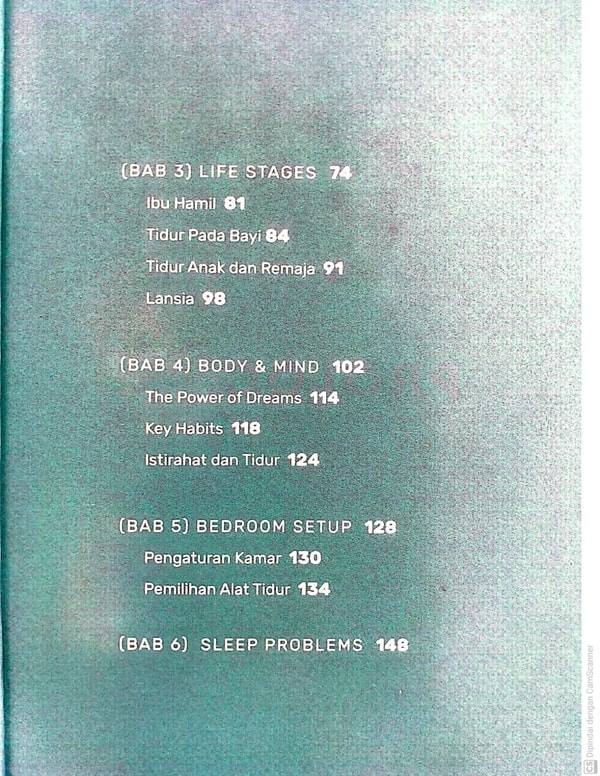 (BAB 3) LIFE STAGES 74
Ibu Hamil 81
Tidur Pada Bayi 84
Tidur Anak dan Remaja 91
Lansia 98
(BAB 4) BODY & MIND 102
The Power of Dreams 114
Key Habits 118
Istirahat dan Tidur 124
(BAB 5) BEDROOM SETUP 128
Pengaturan Kamar 130
Pemilihan Alat Tidur 134
(BAB 6) SLEEP PROBLEMS 148
CS Dipindai dengan CamScanner